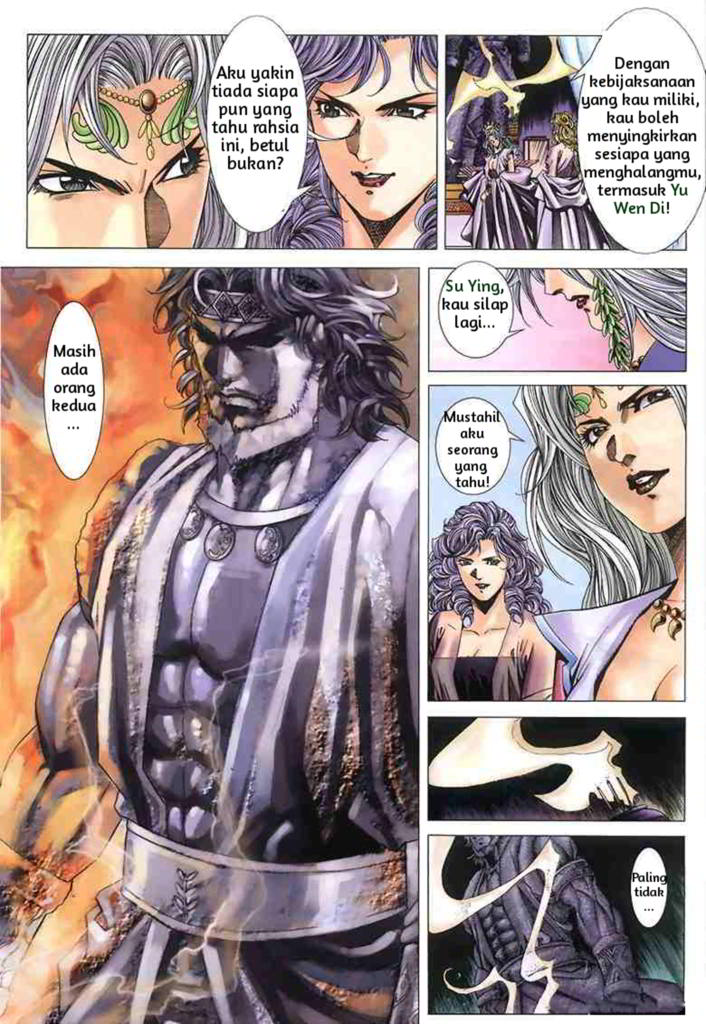 Aku yakin
tiada siapa
pun yang
tahu rahsia
ini, betul
bukan?
Dengan
kebijaksanaan
yang kau miliki,
kau boleh
menyingkirkan
sesiapa yang
menghalangmu,
termasuk Yu
Wen Di!
Masih
ada
orang
kedua
...
Su Ying,
kau silap
lagi...
Mustahil
aku
seorang
yang
tahu!
Paling
tidak
...